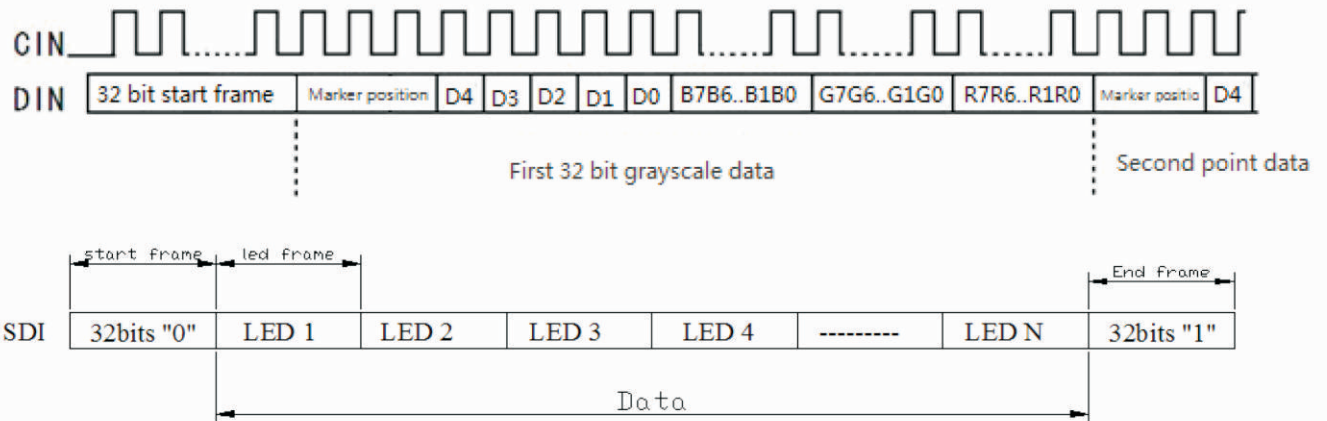 CIN
DIN 32 bit start frame Marker position D4 D3 D2 D1 D0 B7B6..B1B0 G7G6..G1G0 R7R6..R1R0 Marker positio D4
First 32 bit grayscale data
Second point data
start frame led frame End frame
SDI 32bits "0" LED 1 LED 2 LED 3 LED 4 --------- LED N 32bits "1"
Data